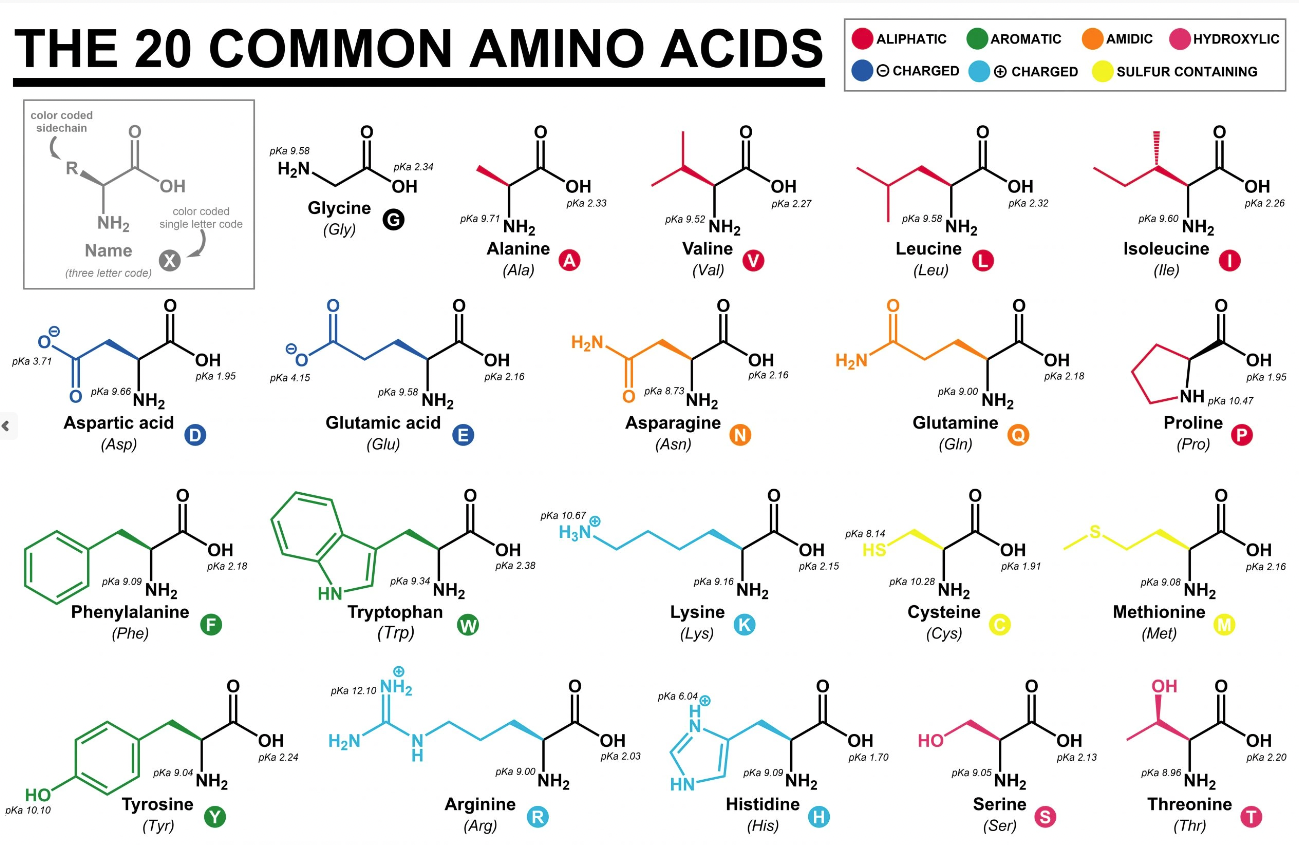 THE 20 COMMON AMINO ACIDS
ALIPHATIC AROMATIC AMIDIC HYDROXYLIC
⊖ CHARGED ⊕ CHARGED SULFUR CONTAINING
color coded
sidechain
R
O
OH
NH₂
color coded
single letter code
Name
(three letter code)
X
pKa 9.58
H₂N
O
pKa 2.34
OH
Glycine
(Gly)
G
O
OH
pKa 2.33
pKa 9.71
NH₂
Alanine
(Ala)
A
O
OH
pKa 2.27
pKa 9.52
NH₂
Valine
(Val)
V
O
OH
pKa 2.32
pKa 9.58
NH₂
Leucine
(Leu)
L
O
OH
pKa 2.26
pKa 9.60
NH₂
Isoleucine
(Ile)
I
O⊖
pKa 3.71
O
O
OH
pKa 1.95
pKa 9.66
NH₂
Aspartic acid
(Asp)
D
O
⊖
O
pKa 4.15
O
OH
pKa 2.16
pKa 9.58
NH₂
Glutamic acid
(Glu)
E
H₂N
O
O
OH
pKa 2.16
pKa 8.73
NH₂
Asparagine
(Asn)
N
O
H₂N
O
OH
pKa 2.18
pKa 9.00
NH₂
Glutamine
(Gln)
Q
O
OH
pKa 1.95
NH
pKa 10.47
Proline
(Pro)
P
O
OH
pKa 2.18
pKa 9.09
NH₂
Phenylalanine
(Phe)
F
HN
O
OH
pKa 2.38
pKa 9.34
NH₂
Tryptophan
(Trp)
W
pKa 10.67
⊕
H₃N
O
OH
pKa 2.15
pKa 9.16
NH₂
Lysine
(Lys)
K
pKa 8.14
HS
O
OH
pKa 1.91
pKa 10.28
NH₂
Cysteine
(Cys)
C
S
O
OH
pKa 2.16
pKa 9.08
NH₂
Methionine
(Met)
M
HO
pKa 10.10
O
OH
pKa 2.24
pKa 9.04
NH₂
Tyrosine
(Tyr)
Y
⊕
pKa 12.10
NH₂
H₂N
N
H
O
OH
pKa 2.03
pKa 9.00
NH₂
Arginine
(Arg)
R
pKa 6.04
⊕
H
N
HN
O
OH
pKa 1.70
pKa 9.09
NH₂
Histidine
(His)
H
HO
O
OH
pKa 2.13
pKa 9.05
NH₂
Serine
(Ser)
S
OH
O
OH
pKa 2.20
pKa 8.96
NH₂
Threonine
(Thr)
T